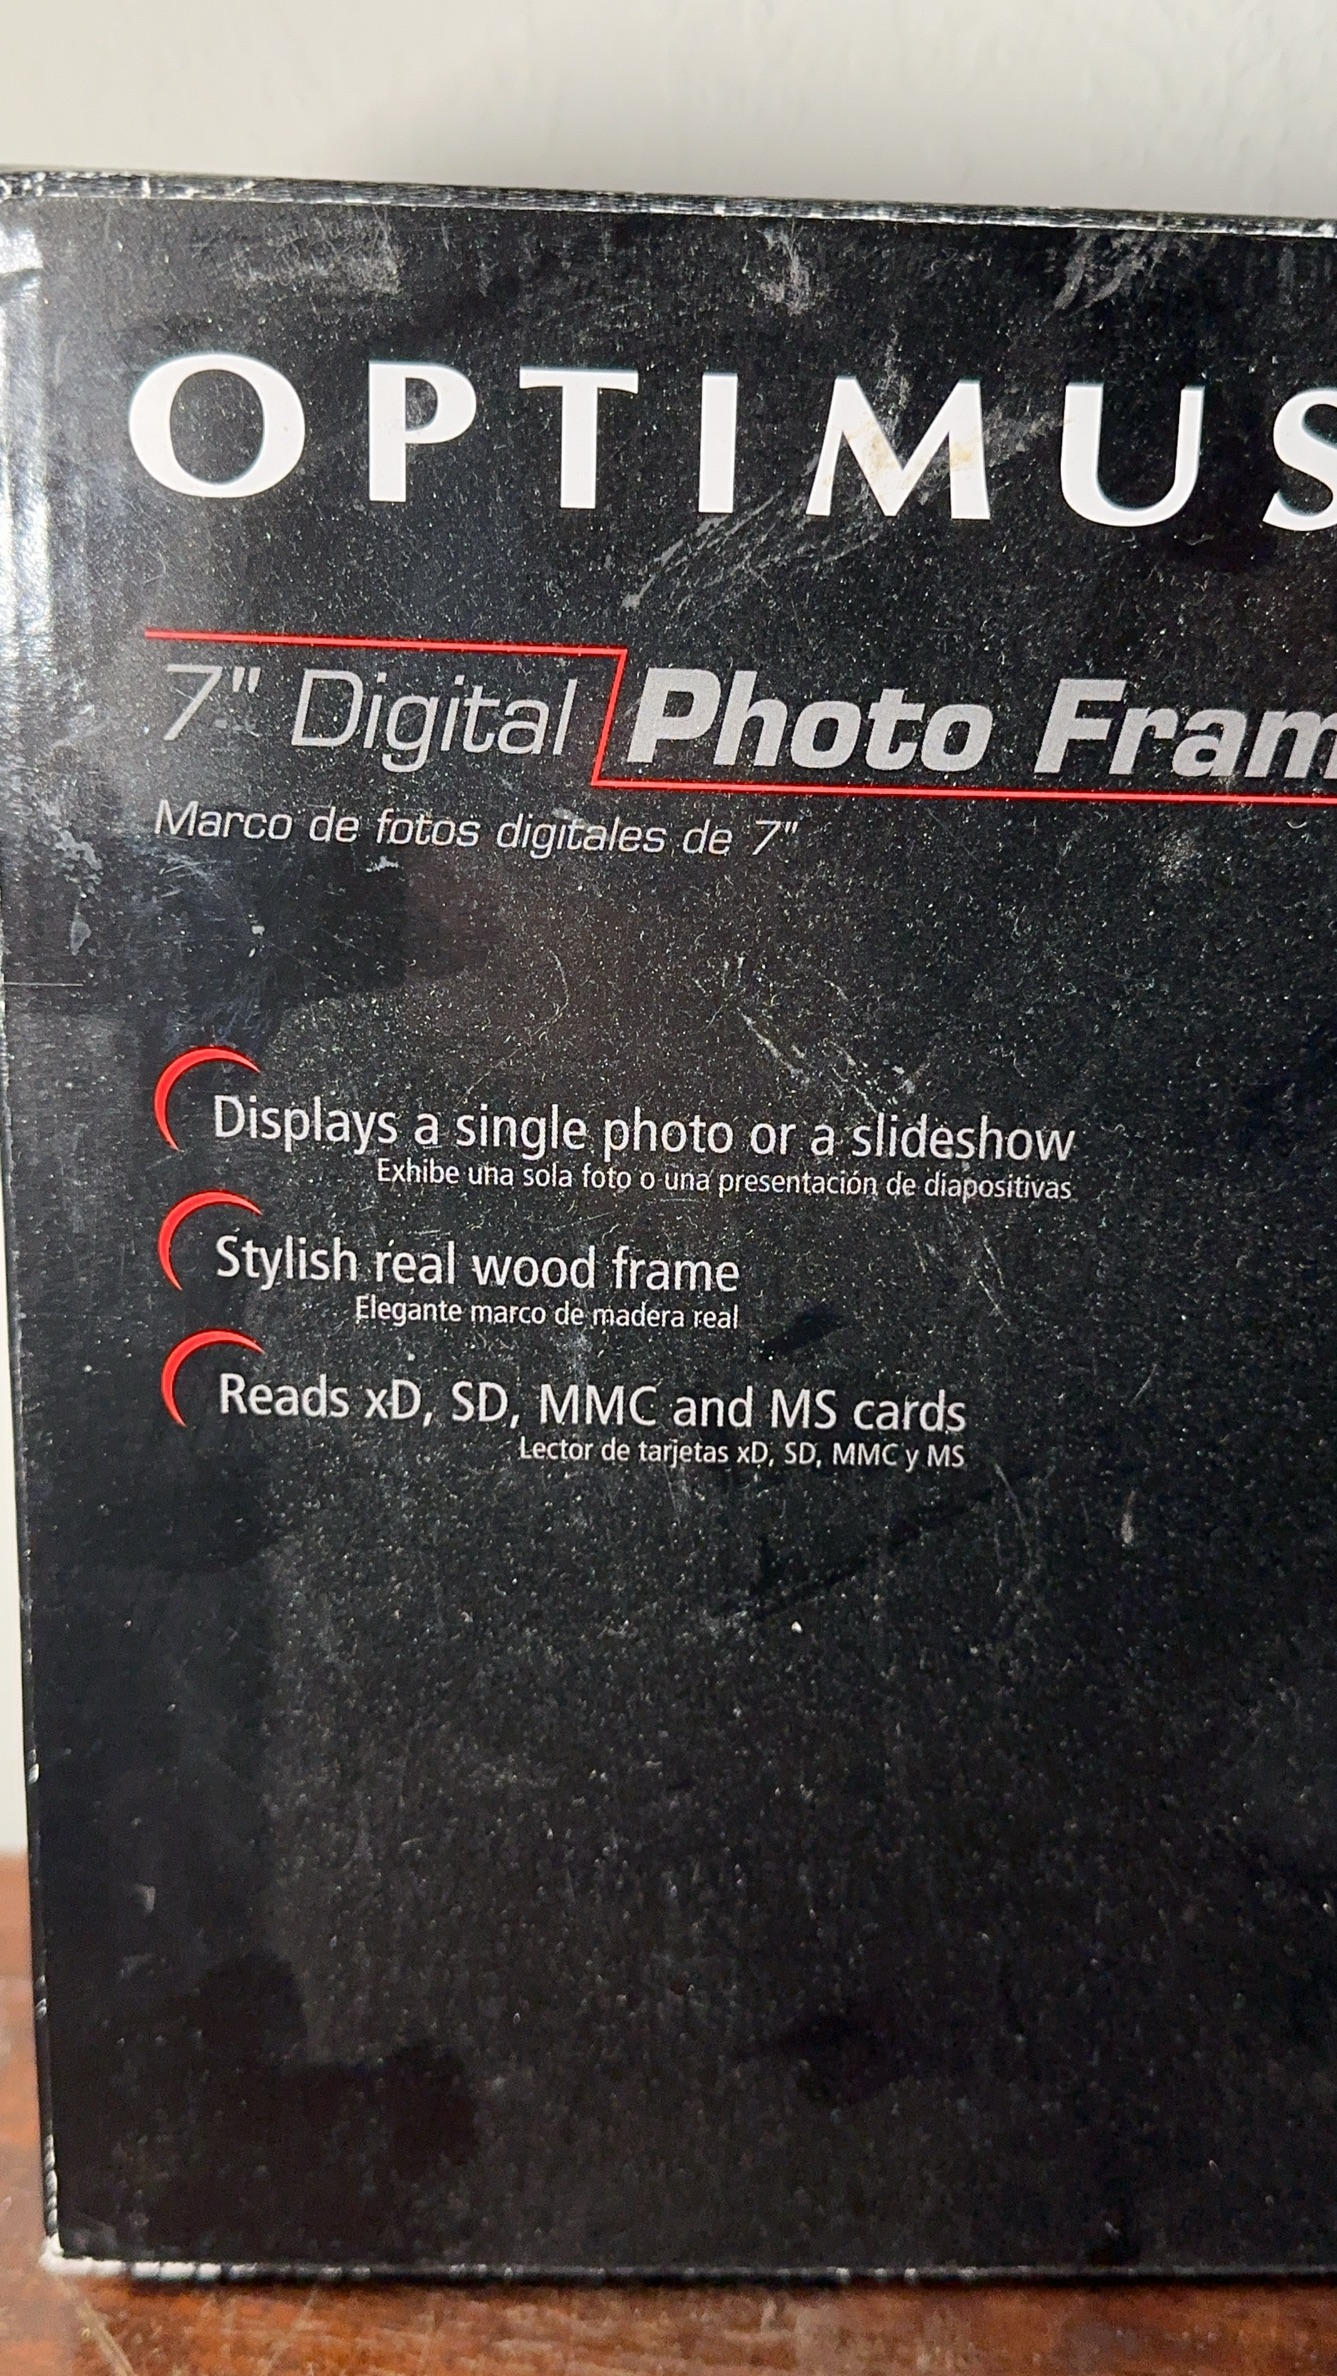 OPTIMUS
7" Digital Photo Fram
Marco de fotos digitales de 7"
Displays a single photo or a slideshow
Exhibe una sola foto o una presentación de diapositivas
Stylish real wood frame
Elegante marco de madera real
Reads xD, SD, MMC and MS cards
Lector de tarjetas xD, SD, MMC y MS